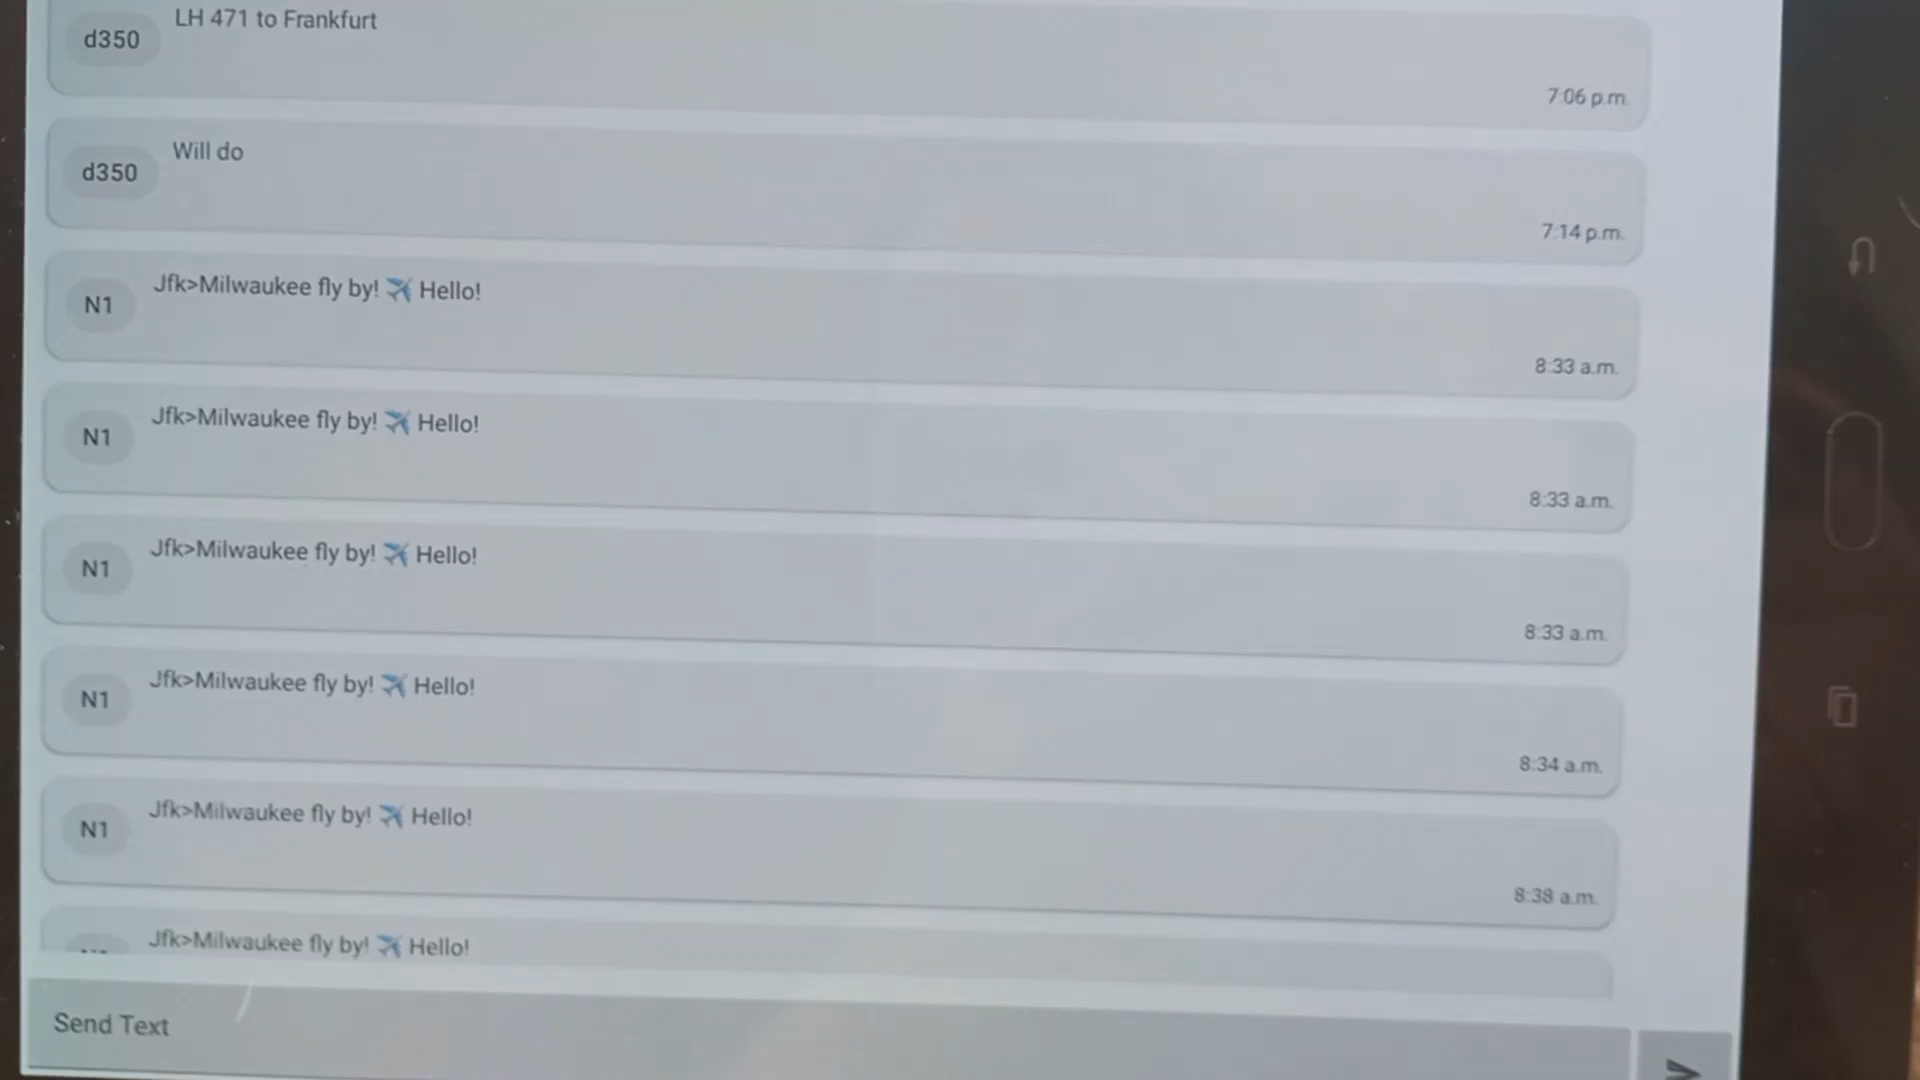 LH 471 to Frankfurt
d350
7:06 p.m.
Will do
d350
7:14 p.m.
Jfk>Milwaukee fly by! ✈️ Hello!
N1
8:33 a.m.
Jfk>Milwaukee fly by! ✈️ Hello!
N1
8:33 a.m.
Jfk>Milwaukee fly by! ✈️ Hello!
N1
8:33 a.m.
Jfk>Milwaukee fly by! ✈️ Hello!
N1
8:34 a.m.
Jfk>Milwaukee fly by! ✈️ Hello!
N1
8:38 a.m.
Jfk>Milwaukee fly by! ✈️ Hello!
Send Text